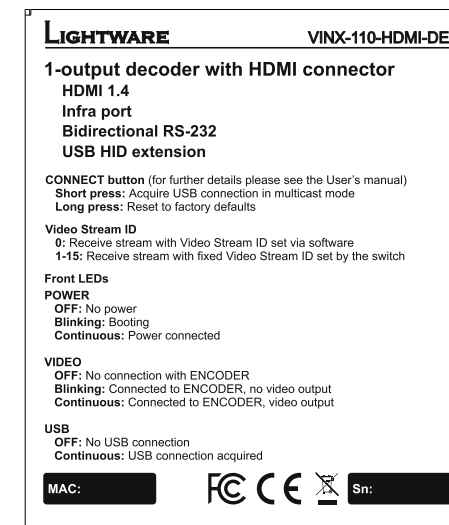 LIGHTWARE
VINX-110-HDMI-DE
1-output decoder with HDMI connector
HDMI 1.4
Infra port
Bidirectional RS-232
USB HID extension
CONNECT button (for further details please see the User's manual)
Short press: Acquire USB connection in multicast mode
Long press: Reset to factory defaults
Video Stream ID
0: Receive stream with Video Stream ID set via software
1-15: Receive stream with fixed Video Stream ID set by the switch
Front LEDs
POWER
OFF: No power
Blinking: Booting
Continuous: Power connected
VIDEO
OFF: No connection with ENCODER
Blinking: Connected to ENCODER, no video output
Continuous: Connected to ENCODER, video output
USB
OFF: No USB connection
Continuous: USB connection acquired
MAC:
FC CE
Sn: